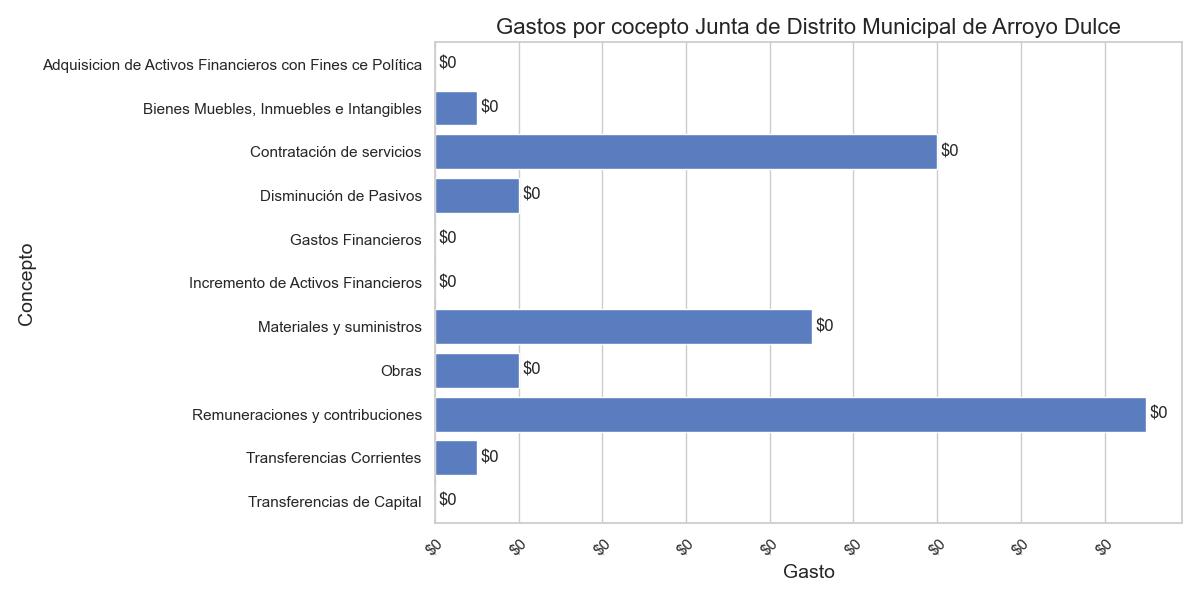 Gastos por cocepto Junta de Distrito Municipal de Arroyo Dulce
Concepto
Adquisicion de Activos Financieros con Fines ce Política $0
Bienes Muebles, Inmuebles e Intangibles $0
Contratación de servicios $0
Disminución de Pasivos $0
Gastos Financieros $0
Incremento de Activos Financieros $0
Materiales y suministros $0
Obras $0
Remuneraciones y contribuciones $0
Transferencias Corrientes $0
Transferencias de Capital $0
$0 $0 $0 $0 $0 $0 $0 $0 $0
Gasto